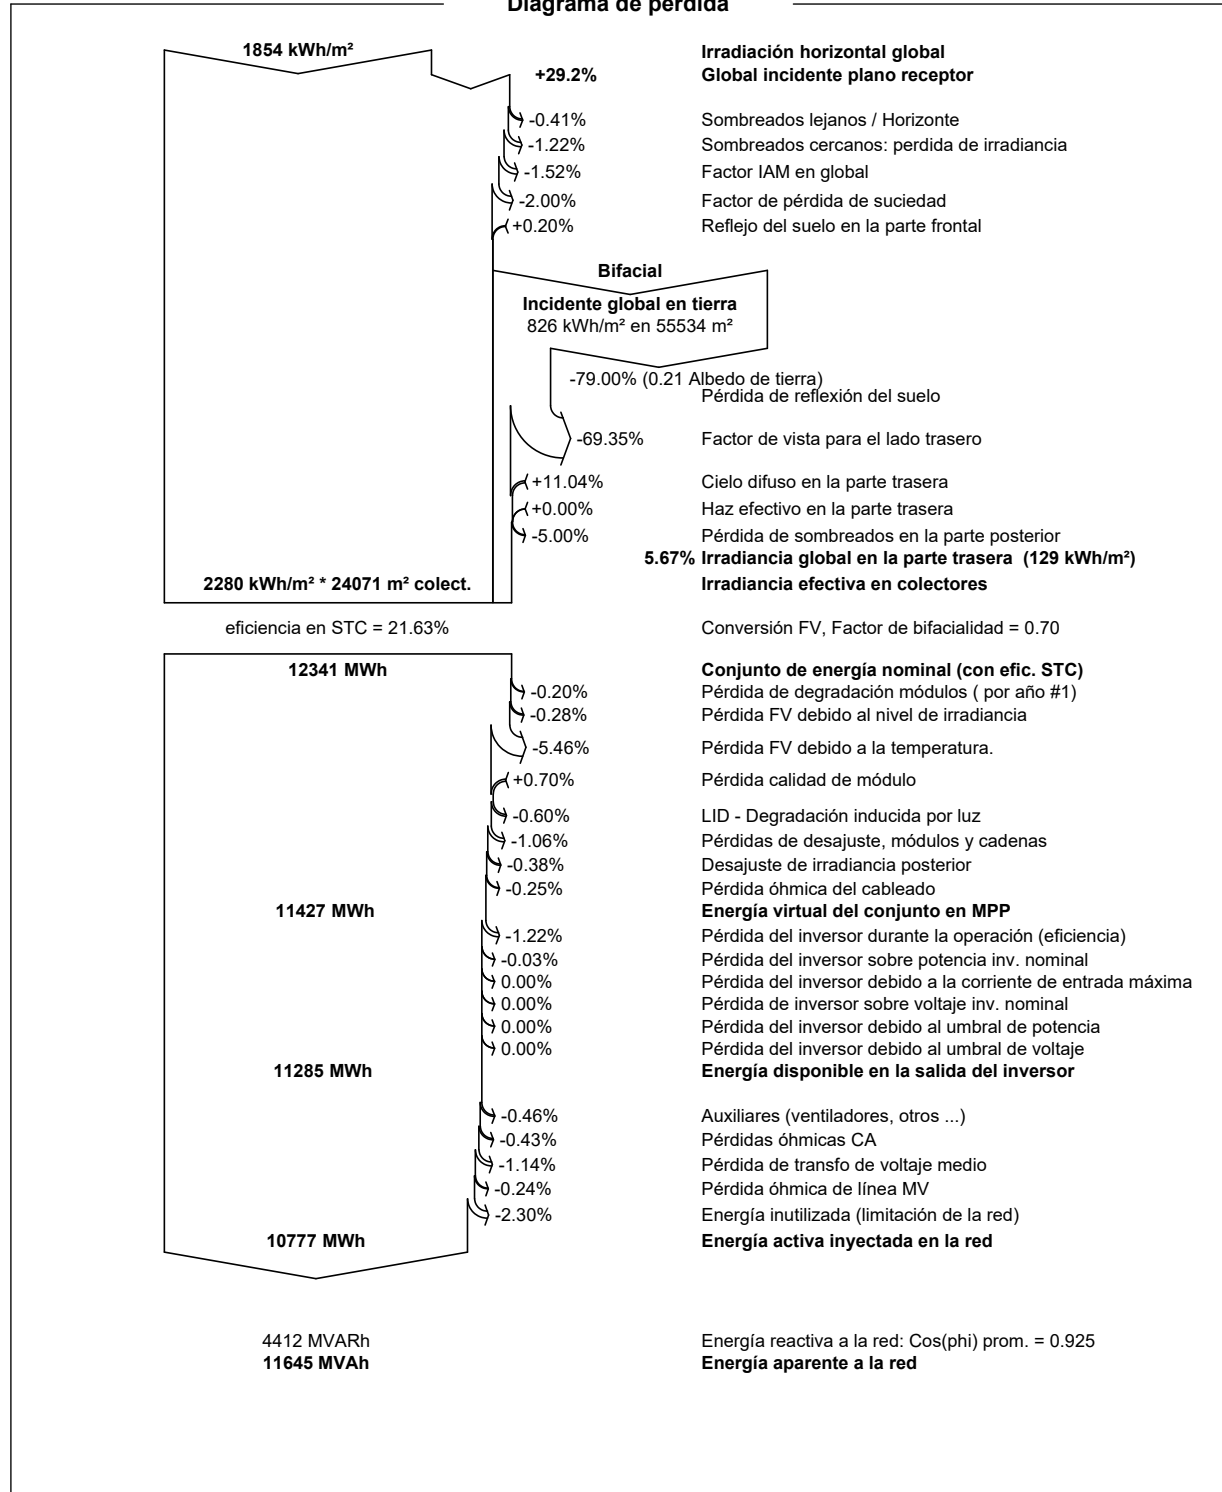 Diagrama de pérdida
1854 kWh/m² Irradiación horizontal global
+29.2% Global incidente plano receptor
-0.41% Sombreados lejanos / Horizonte
-1.22% Sombreados cercanos: perdida de irradiancia
-1.52% Factor IAM en global
-2.00% Factor de pérdida de suciedad
+0.20% Reflejo del suelo en la parte frontal
Bifacial
Incidente global en tierra
826 kWh/m² en 55534 m²
-79.00% (0.21 Albedo de tierra)
Pérdida de reflexión del suelo
-69.35% Factor de vista para el lado trasero
+11.04% Cielo difuso en la parte trasera
+0.00% Haz efectivo en la parte trasera
-5.00% Pérdida de sombreados en la parte posterior
5.67% Irradiancia global en la parte trasera (129 kWh/m²)
2280 kWh/m² * 24071 m² colect. Irradiancia efectiva en colectores
eficiencia en STC = 21.63% Conversión FV, Factor de bifacialidad = 0.70
12341 MWh Conjunto de energía nominal (con efic. STC)
-0.20% Pérdida de degradación módulos ( por año #1)
-0.28% Pérdida FV debido al nivel de irradiancia
-5.46% Pérdida FV debido a la temperatura.
+0.70% Pérdida calidad de módulo
-0.60% LID - Degradación inducida por luz
-1.06% Pérdidas de desajuste, módulos y cadenas
-0.38% Desajuste de irradiancia posterior
-0.25% Pérdida óhmica del cableado
11427 MWh Energía virtual del conjunto en MPP
-1.22% Pérdida del inversor durante la operación (eficiencia)
-0.03% Pérdida del inversor sobre potencia inv. nominal
0.00% Pérdida del inversor debido a la corriente de entrada máxima
0.00% Pérdida de inversor sobre voltaje inv. nominal
0.00% Pérdida del inversor debido al umbral de potencia
0.00% Pérdida del inversor debido al umbral de voltaje
11285 MWh Energía disponible en la salida del inversor
-0.46% Auxiliares (ventiladores, otros ...)
-0.43% Pérdidas óhmicas CA
-1.14% Pérdida de transfo de voltaje medio
-0.24% Pérdida óhmica de línea MV
-2.30% Energía inutilizada (limitación de la red)
10777 MWh Energía activa inyectada en la red
4412 MVARh Energía reactiva a la red: Cos(phi) prom. = 0.925
11645 MVAh Energía aparente a la red